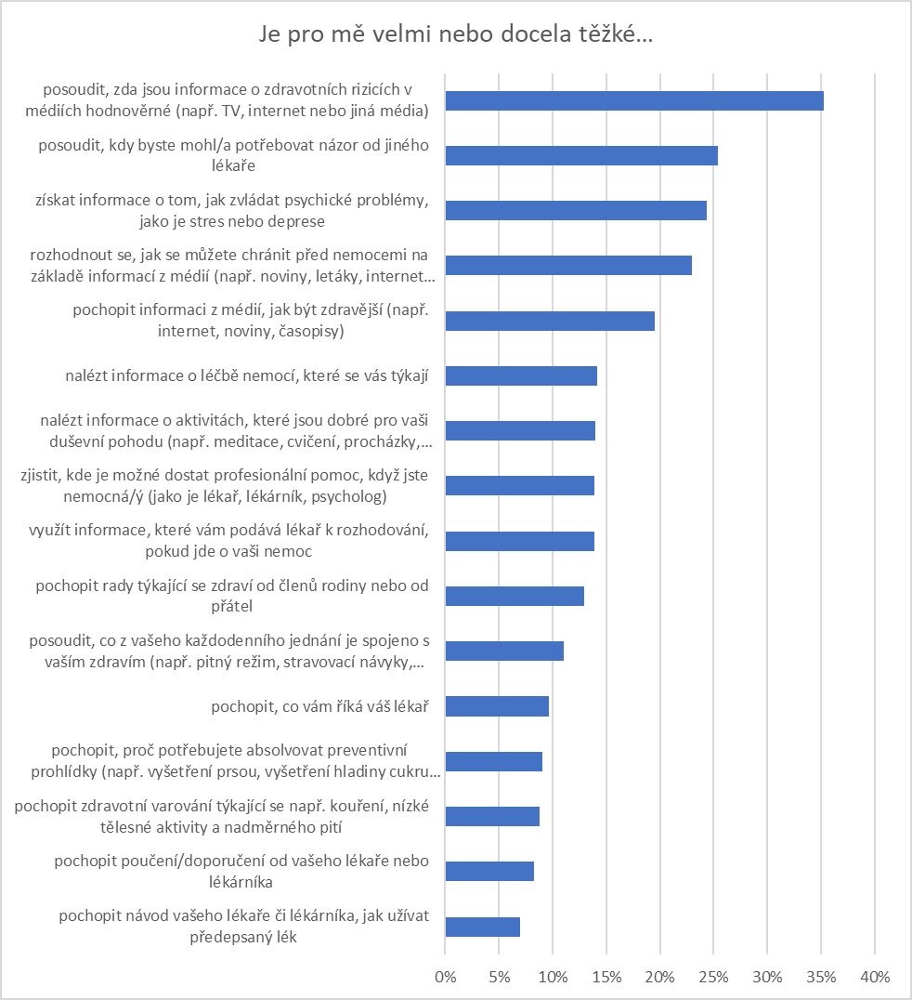 Je pro mě velmi nebo docela těžké…
posoudit, zda jsou informace o zdravotních rizicích v
médiích hodnověrné (např. TV, internet nebo jiná média)
posoudit, kdy byste mohl/a potřebovat názor od jiného
lékaře
získat informace o tom, jak zvládat psychické problémy,
jako je stres nebo deprese
rozhodnout se, jak se můžete chránit před nemocemi na
základě informací z médií (např. noviny, letáky, internet…
pochopit informaci z médií, jak být zdravější (např.
internet, noviny, časopisy)
nalézt informace o léčbě nemocí, které se vás týkají
nalézt informace o aktivitách, které jsou dobré pro vaši
duševní pohodu (např. meditace, cvičení, procházky,…
zjistit, kde je možné dostat profesionální pomoc, když jste
nemocná/ý (jako je lékař, lékárník, psycholog)
využít informace, které vám podává lékař k rozhodování,
pokud jde o vaši nemoc
pochopit rady týkající se zdraví od členů rodiny nebo od
přátel
posoudit, co z vašeho každodenního jednání je spojeno s
vaším zdravím (např. pitný režim, stravovací návyky,…
pochopit, co vám říká váš lékař
pochopit, proč potřebujete absolvovat preventivní
prohlídky (např. vyšetření prsou, vyšetření hladiny cukru…
pochopit zdravotní varování týkající se např. kouření, nízké
tělesné aktivity a nadměrného pití
pochopit poučení/doporučení od vašeho lékaře nebo
lékárníka
pochopit návod vašeho lékaře či lékárníka, jak užívat
předepsaný lék
0% 5% 10% 15% 20% 25% 30% 35% 40%